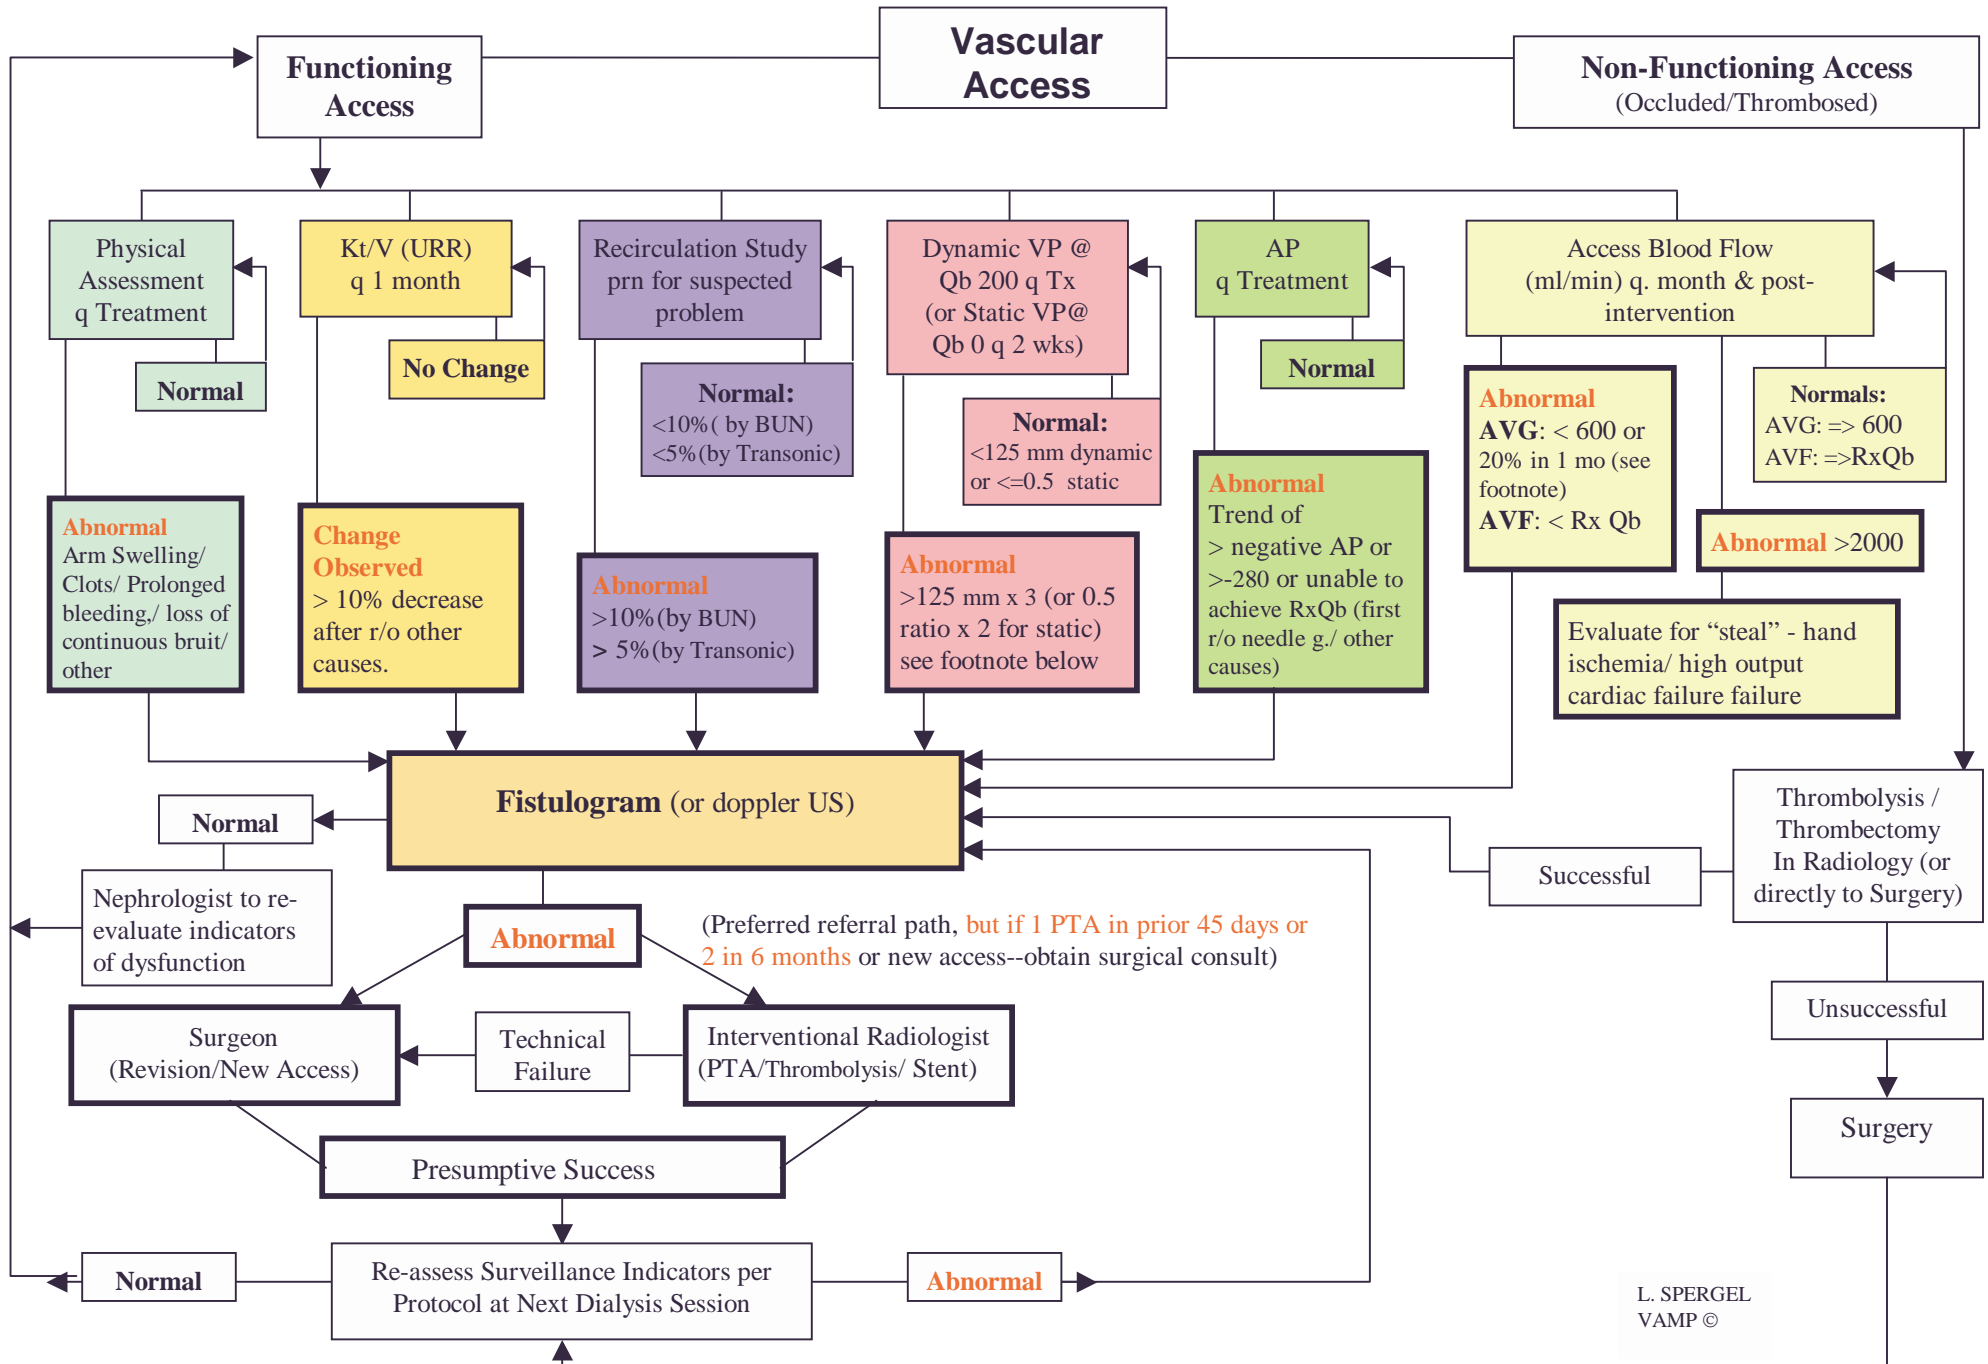 Vascular
Access
Functioning
Access
Non-Functioning Access
(Occluded/Thrombosed)
Physical
Assessment
q Treatment
Normal
Abnormal
Arm Swelling/
Clots/ Prolonged
bleeding,/ loss of
continuous bruit/
other
Kt/V (URR)
q 1 month
No Change
Change
Observed
> 10% decrease
after r/o other
causes.
Recirculation Study
prn for suspected
problem
Normal:
<10%( by BUN)
<5%(by Transonic)
Abnormal
>10%(by BUN)
> 5%(by Transonic)
Dynamic VP @
Qb 200 q Tx
(or Static VP@
Qb 0 q 2 wks)
Normal:
<125 mm dynamic
or <=0.5 static
Abnormal
>125 mm x 3 (or 0.5
ratio x 2 for static)
see footnote below
AP
q Treatment
Normal
Abnormal
Trend of
> negative AP or
>-280 or unable to
achieve RxQb (first
r/o needle g./ other
causes)
Access Blood Flow
(ml/min) q. month & post-
intervention
Abnormal
AVG: < 600 or
20% in 1 mo (see
footnote)
AVF: < Rx Qb
Normals:
AVG: => 600
AVF: =>RxQb
Abnormal >2000
Evaluate for “steal” - hand
ischemia/ high output
cardiac failure failure
Fistulogram (or doppler US)
Normal
Nephrologist to re-
evaluate indicators
of dysfunction
Abnormal
(Preferred referral path, but if 1 PTA in prior 45 days or
2 in 6 months or new access--obtain surgical consult)
Surgeon
(Revision/New Access)
Technical
Failure
Interventional Radiologist
(PTA/Thrombolysis/ Stent)
Presumptive Success
Normal
Re-assess Surveillance Indicators per
Protocol at Next Dialysis Session
Abnormal
Successful
Thrombolysis /
Thrombectomy
In Radiology (or
directly to Surgery)
Unsuccessful
Surgery
L. SPERGEL
VAMP ©